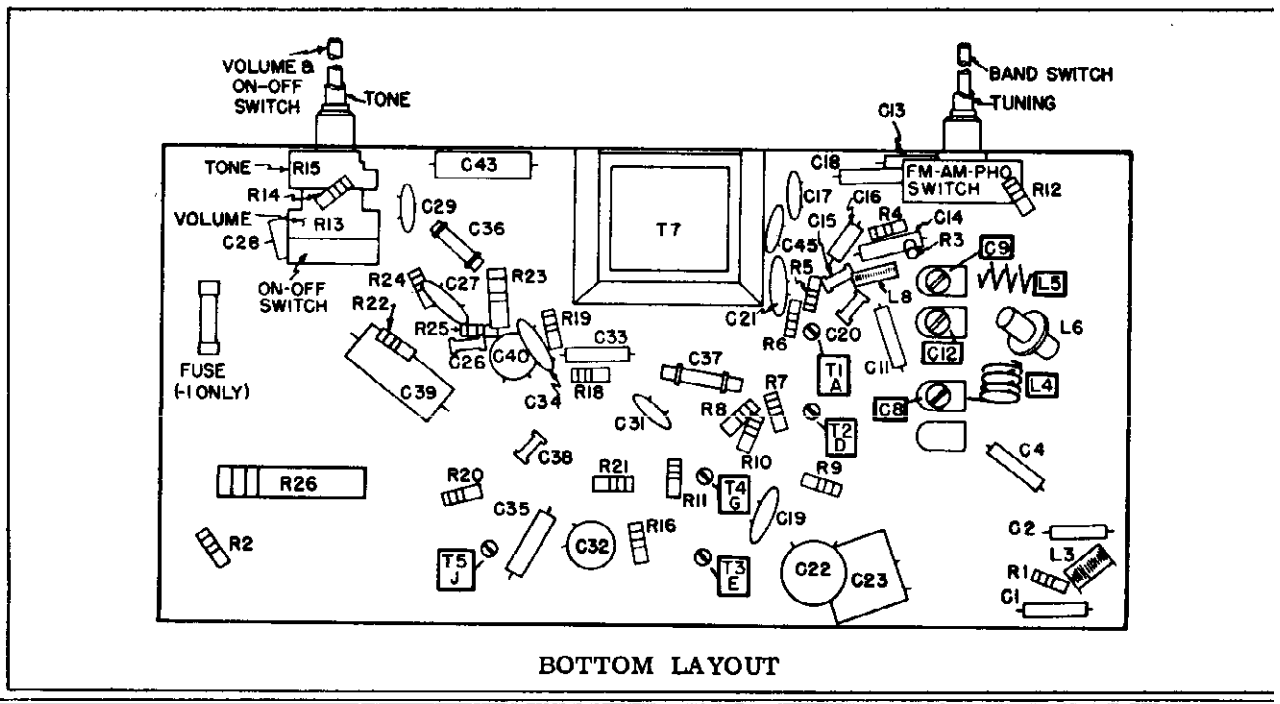 VOLUME &
ON-OFF
SWITCH
TONE
BAND SWITCH
TUNING
C13
TONE
R15
C43
C18
FM-AM-PHO
SWITCH
R14
R12
VOLUME
R13
C29
C17
C16
C28
C36
T7
C15
R4
C14
C45
R3
C9
R24
C27
R23
R5
L5
ON-OFF
SWITCH
L8
R22
C21
R19
R25
R6
C20
L6
C26
C40
C33
C12
FUSE
(-1 ONLY)
C39
C37
T1
A
C11
R18
R7
L4
C34
C8
C31
R8
T2
D
C38
R10
C4
R20
R21
R9
R26
R11
T4
G
C35
C19
R16
C2
R2
C32
L3
T5
J
T3
E
C22
C23
R1
C1
BOTTOM LAYOUT